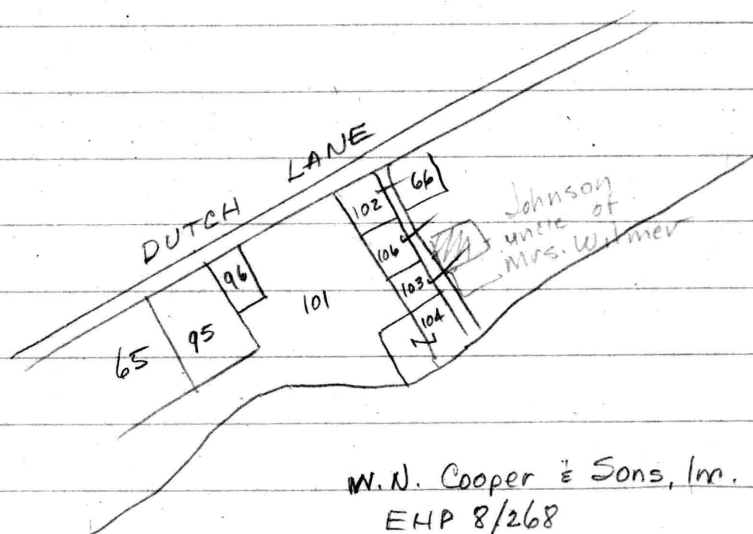 DUTCH LANE
102
66
106
Johnson
uncle of
Mrs. Wilmer
96
103
101
104
95
65
W.N. Cooper & Sons, Inc.
EHP 8/268